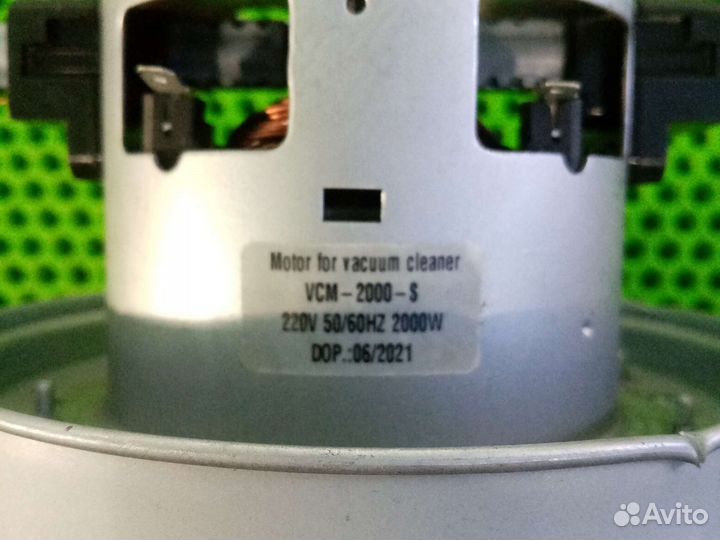 Motor for vacuum cleaner
VCM-2000-S
220V 50/60HZ 2000W
DOP.:06/2021
Avito